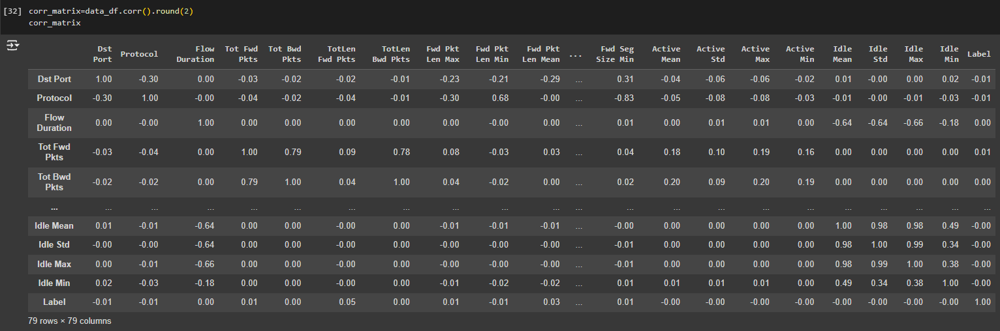 [32] corr_matrix=data_df.corr().round(2)
corr_matrix
Dst Port Protocol Flow Duration Tot Fwd Pkts Tot Bwd Pkts TotLen Fwd Pkts TotLen Bwd Pkts Fwd Pkt Len Max Fwd Pkt Len Min Fwd Pkt Len Mean ... Fwd Seg Size Min Active Mean Active Std Active Max Active Min Idle Mean Idle Std Idle Max Idle Min Label
Dst Port 1.00 -0.30 0.00 -0.03 -0.02 -0.02 -0.01 -0.23 -0.21 -0.29 ... 0.31 -0.04 -0.06 -0.06 -0.02 0.01 -0.00 0.00 0.02 -0.01
Protocol -0.30 1.00 -0.00 -0.04 -0.02 -0.04 -0.01 -0.30 0.68 -0.00 ... -0.83 -0.05 -0.08 -0.08 -0.03 -0.01 -0.00 -0.01 -0.03 -0.01
Flow Duration 0.00 -0.00 1.00 0.00 0.00 0.00 0.00 0.00 -0.00 0.00 ... 0.01 0.00 0.01 0.01 0.00 -0.64 -0.64 -0.66 -0.18 0.00
Tot Fwd Pkts -0.03 -0.04 0.00 1.00 0.79 0.09 0.78 0.08 -0.03 0.03 ... 0.04 0.18 0.10 0.19 0.16 0.00 0.00 0.00 0.00 0.01
Tot Bwd Pkts -0.02 -0.02 0.00 0.79 1.00 0.04 1.00 0.04 -0.02 0.00 ... 0.02 0.20 0.09 0.20 0.19 0.00 0.00 0.00 0.00 0.00
... ... ... ... ... ... ... ... ... ... ... ... ... ... ... ... ... ... ... ... ... ...
Idle Mean 0.01 -0.01 -0.64 0.00 0.00 -0.00 0.00 -0.01 -0.01 -0.01 ... -0.00 0.00 0.00 0.00 0.00 1.00 0.98 0.98 0.49 -0.00
Idle Std -0.00 -0.00 -0.64 0.00 0.00 -0.00 0.00 -0.00 -0.00 -0.00 ... -0.01 0.00 0.00 0.00 0.00 0.98 1.00 0.99 0.34 -0.00
Idle Max 0.00 -0.01 -0.66 0.00 0.00 -0.00 0.00 -0.00 -0.00 -0.00 ... -0.01 0.00 0.00 0.00 0.00 0.98 0.99 1.00 0.38 -0.00
Idle Min 0.02 -0.03 -0.18 0.00 0.00 -0.00 0.00 -0.01 -0.02 -0.02 ... 0.01 0.01 0.01 0.01 0.00 0.49 0.34 0.38 1.00 -0.00
Label -0.01 -0.01 0.00 0.01 0.00 0.05 0.00 0.01 -0.01 0.03 ... 0.01 -0.00 -0.00 -0.00 -0.00 -0.00 -0.00 -0.00 -0.00 1.00
79 rows × 79 columns